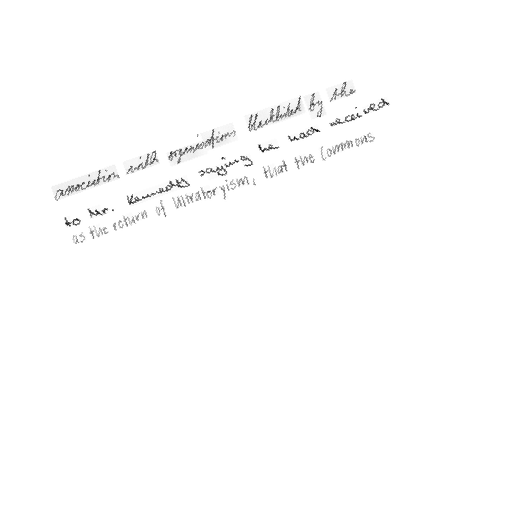 association with organisations blacklisted by the
to Mr. Kennedy saying he had received
as the return of Ultratoryism, that the Commons